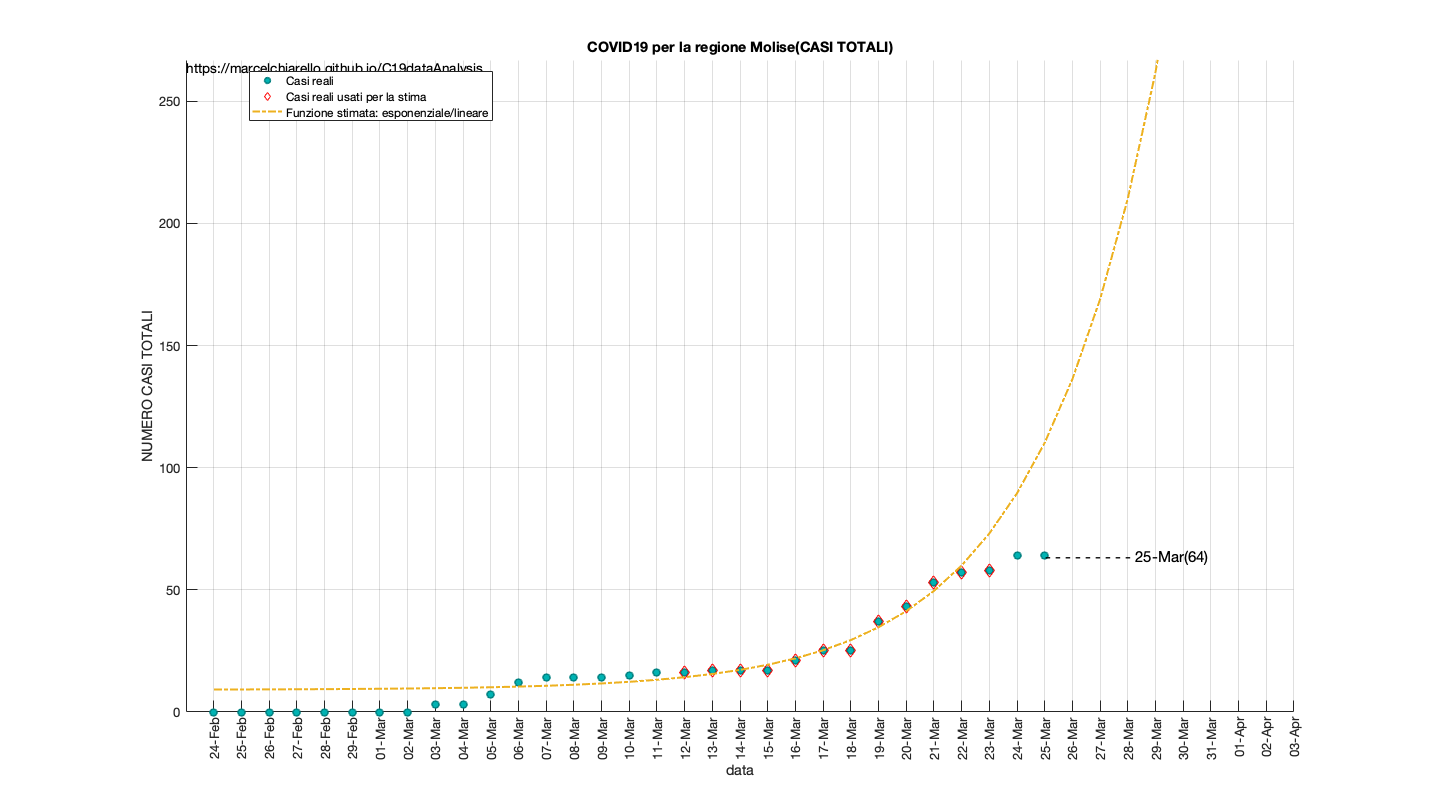 COVID19 per la regione Molise(CASI TOTALI)
https://marcelchiarello.github.io/C19dataAnalysis
Casi reali
Casi reali usati per la stima
Funzione stimata: esponenziale/lineare
NUMERO CASI TOTALI
250
200
150
100
50
0
25-Mar(64)
24-Feb
25-Feb
26-Feb
27-Feb
28-Feb
29-Feb
01-Mar
02-Mar
03-Mar
04-Mar
05-Mar
06-Mar
07-Mar
08-Mar
09-Mar
10-Mar
11-Mar
12-Mar
13-Mar
14-Mar
15-Mar
16-Mar
17-Mar
18-Mar
19-Mar
20-Mar
21-Mar
22-Mar
23-Mar
24-Mar
25-Mar
26-Mar
27-Mar
28-Mar
29-Mar
30-Mar
31-Mar
01-Apr
02-Apr
03-Apr
data